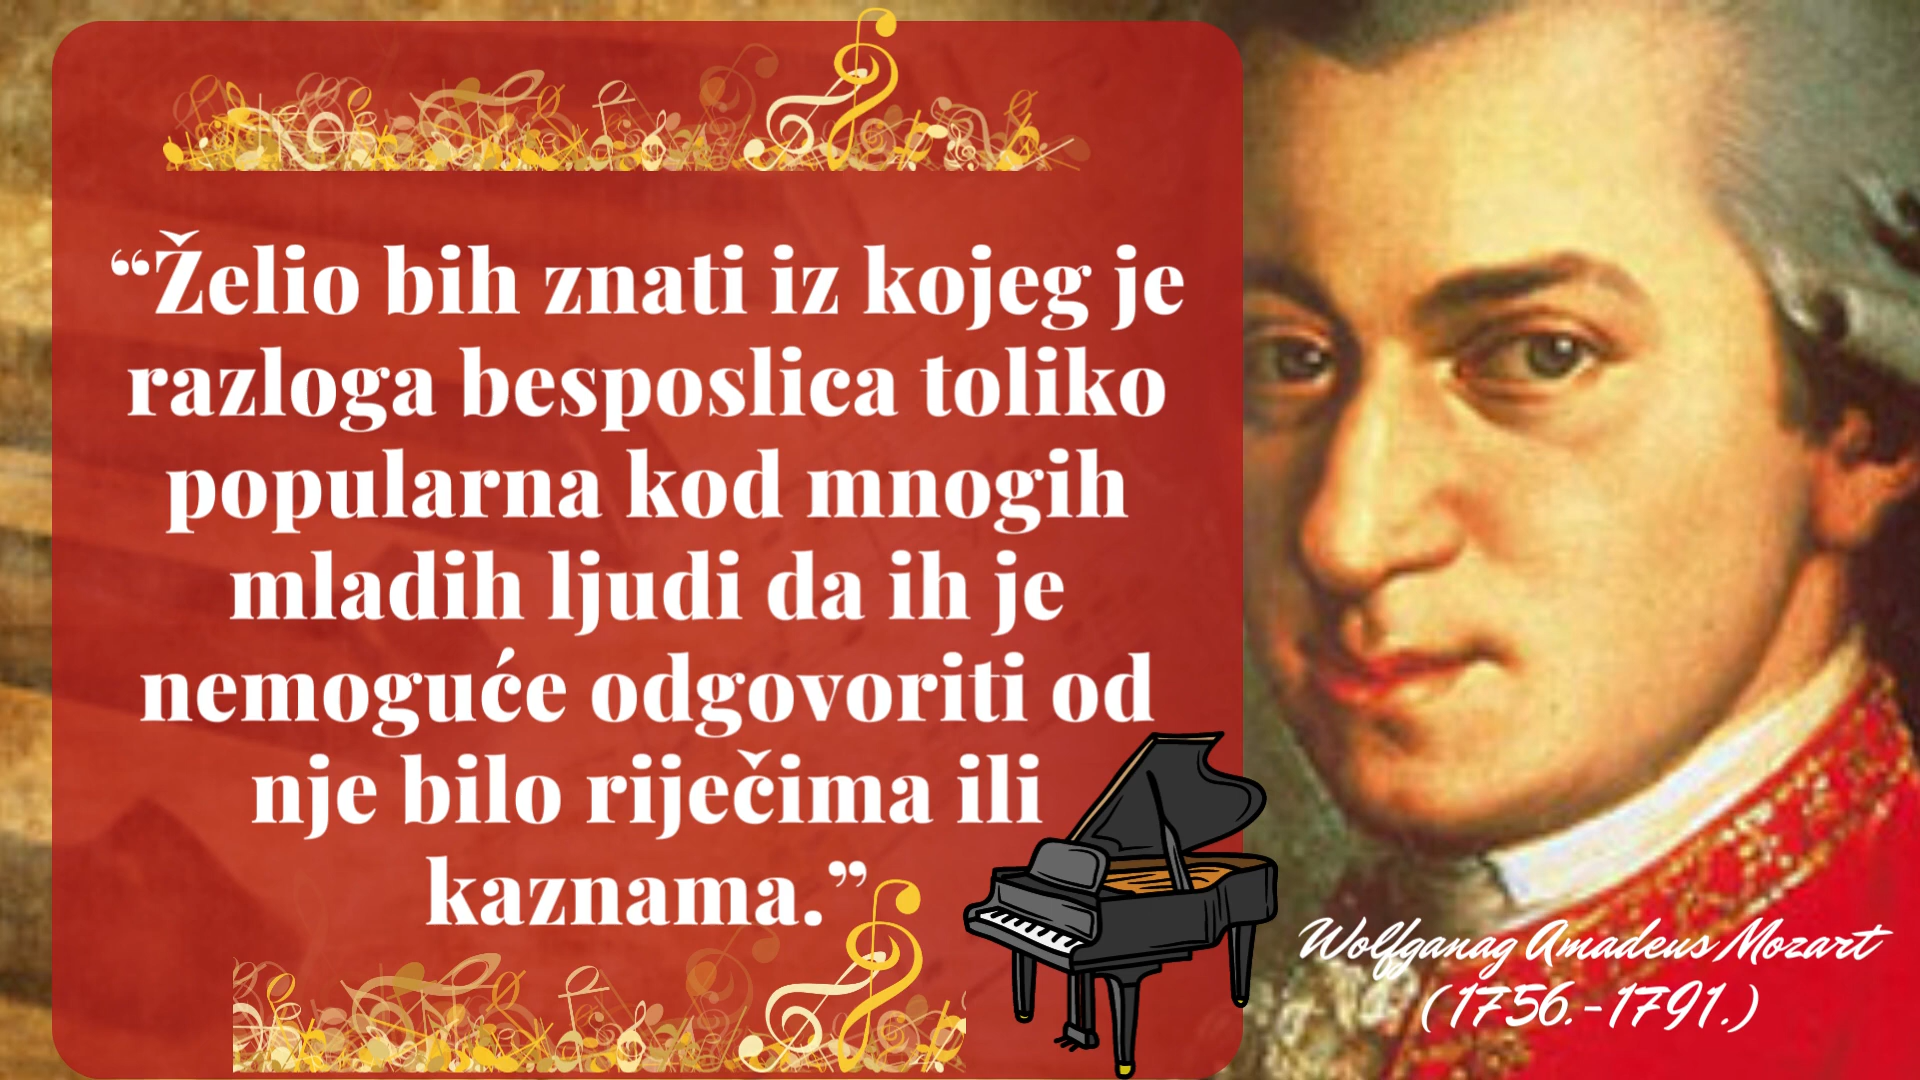 “Želio bih znati iz kojeg je
razloga besposlica toliko
popularna kod mnogih
mladih ljudi da ih je
nemoguće odgovoriti od
nje bilo riječima ili
kaznama.”
Wolfganag Amadeus Mozart
(1756.-1791.)